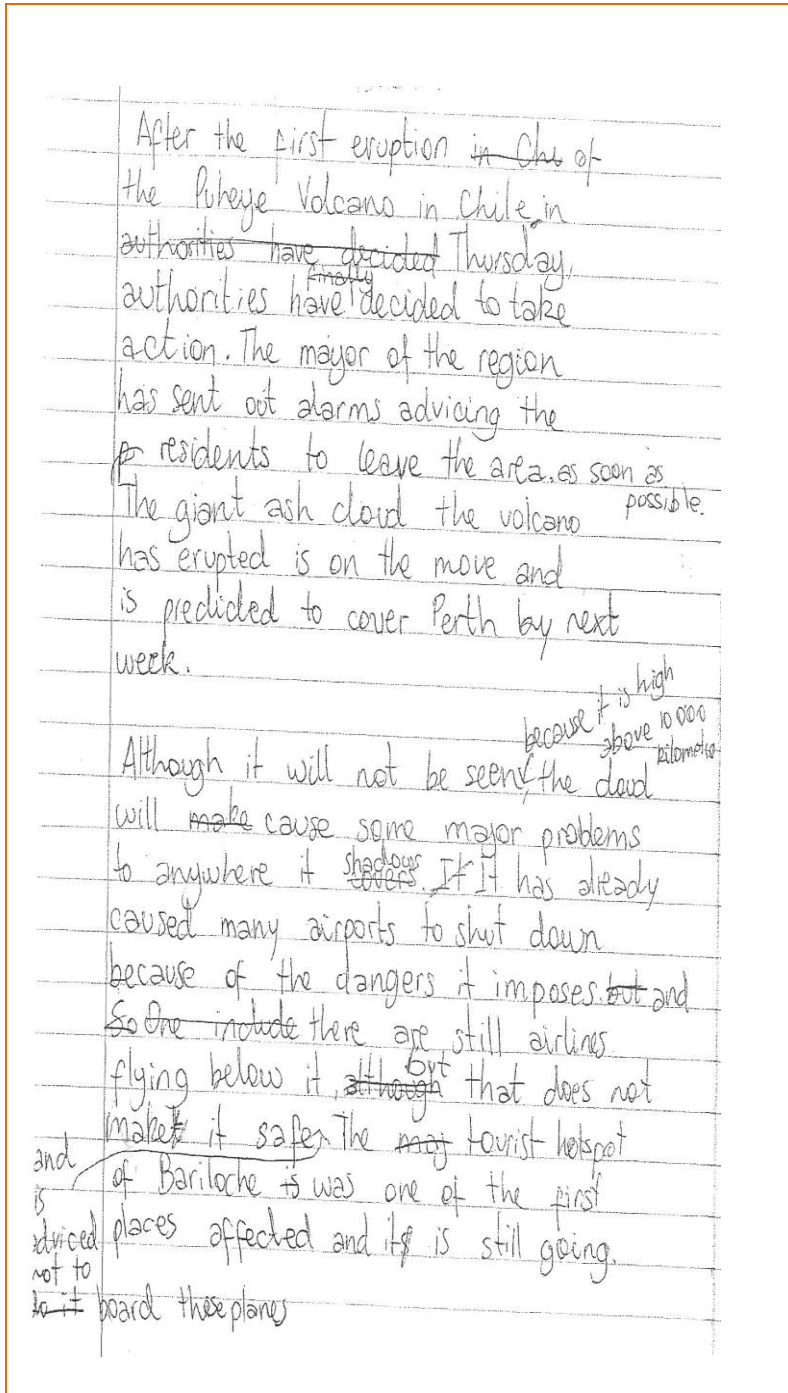 After the first eruption in Chi of
the Puheye Volcano in Chile, in
authorities have decided Thursday,
authorities have finally decided to take
action. The mayor of the region
has sent out alarms advicing the
residents to leave the area. as soon as
possible.
The giant ash cloud the volcano
has erupted is on the move and
is predicted to cover Perth by next
week.
because it is high
above 10 000
kilometre
Although it will not be seen, the cloud
will make cause some major problems
to anywhere it covers shadows. It It has already
caused many airports to shut down
because of the dangers it imposes. but and
So One include there are still airlines
flying below it, although but that does not
make it safe. The maj tourist hotspot
of Bariloche is was one of the first
places affected and it is still going.
and
is
adviced
not to
do it board these planes